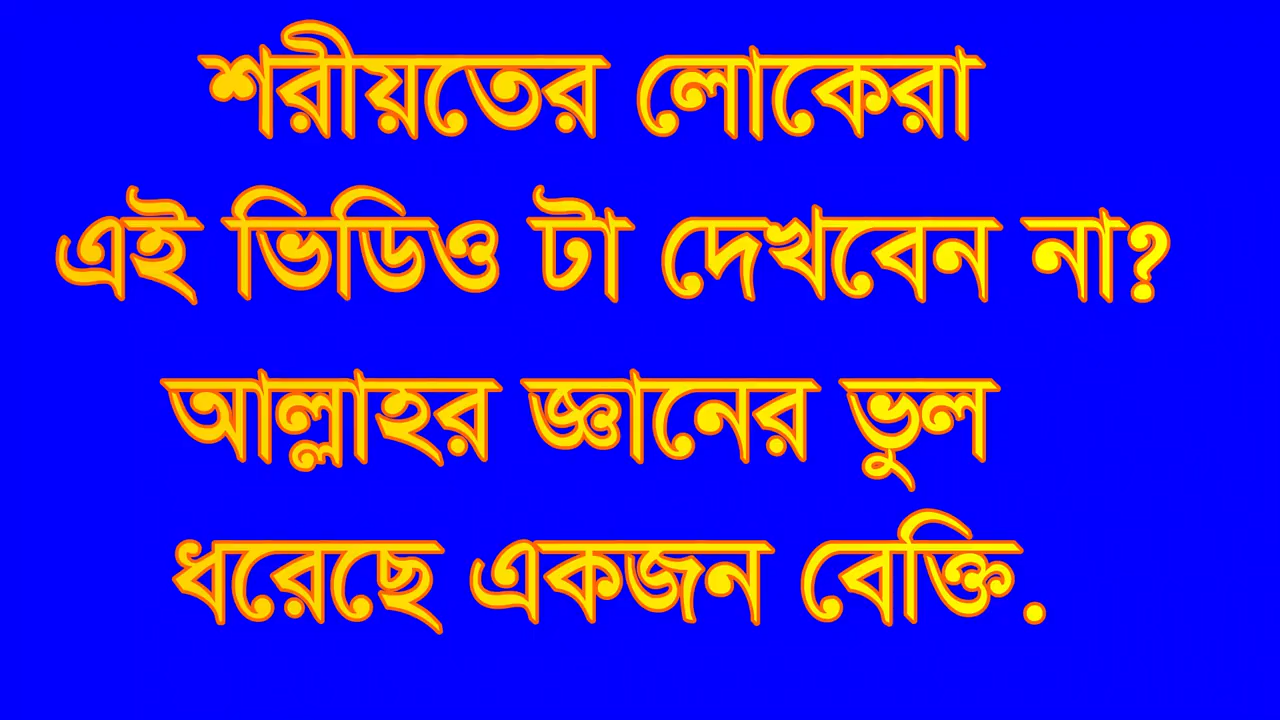 শরীয়তের লোকেরা
এই ভিডিও টা দেখবেন না?
আল্লাহর জ্ঞানের ভুল
ধরেছে একজন বেক্তি.